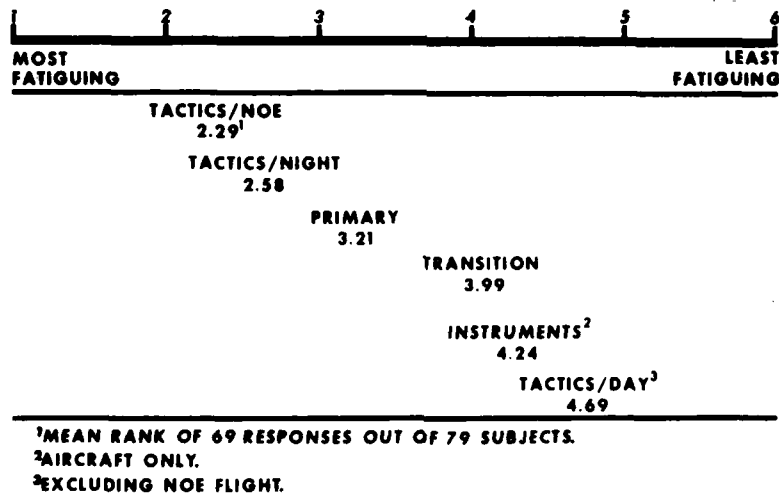 1 2 3 4 5 6
MOST LEAST
FATIGUING FATIGUING
TACTICS/NOE
2.29¹
TACTICS/NIGHT
2.58
PRIMARY
3.21
TRANSITION
3.99
INSTRUMENTS²
4.24
TACTICS/DAY³
4.69
¹MEAN RANK OF 69 RESPONSES OUT OF 79 SUBJECTS.
²AIRCRAFT ONLY.
³EXCLUDING NOE FLIGHT.